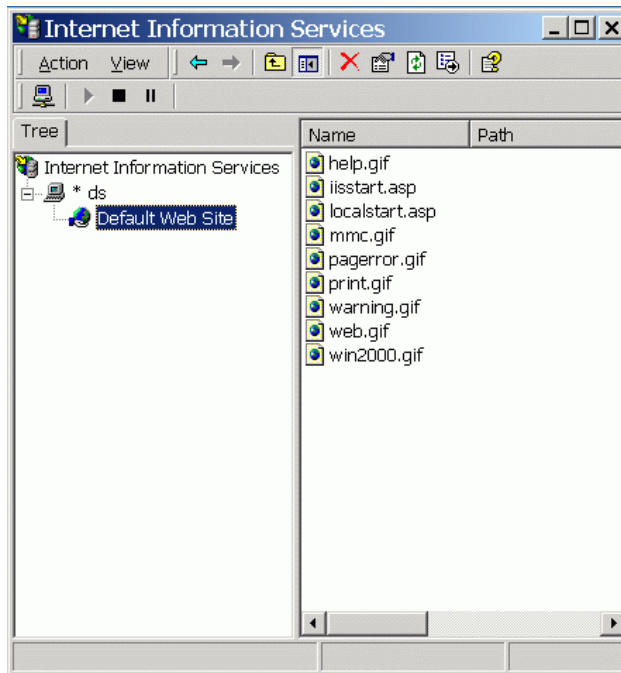 Internet Information Services
Action View
Tree
Name Path
Internet Information Services
* ds
Default Web Site
help.gif
iisstart.asp
localstart.asp
mmc.gif
pagerror.gif
print.gif
warning.gif
web.gif
win2000.gif